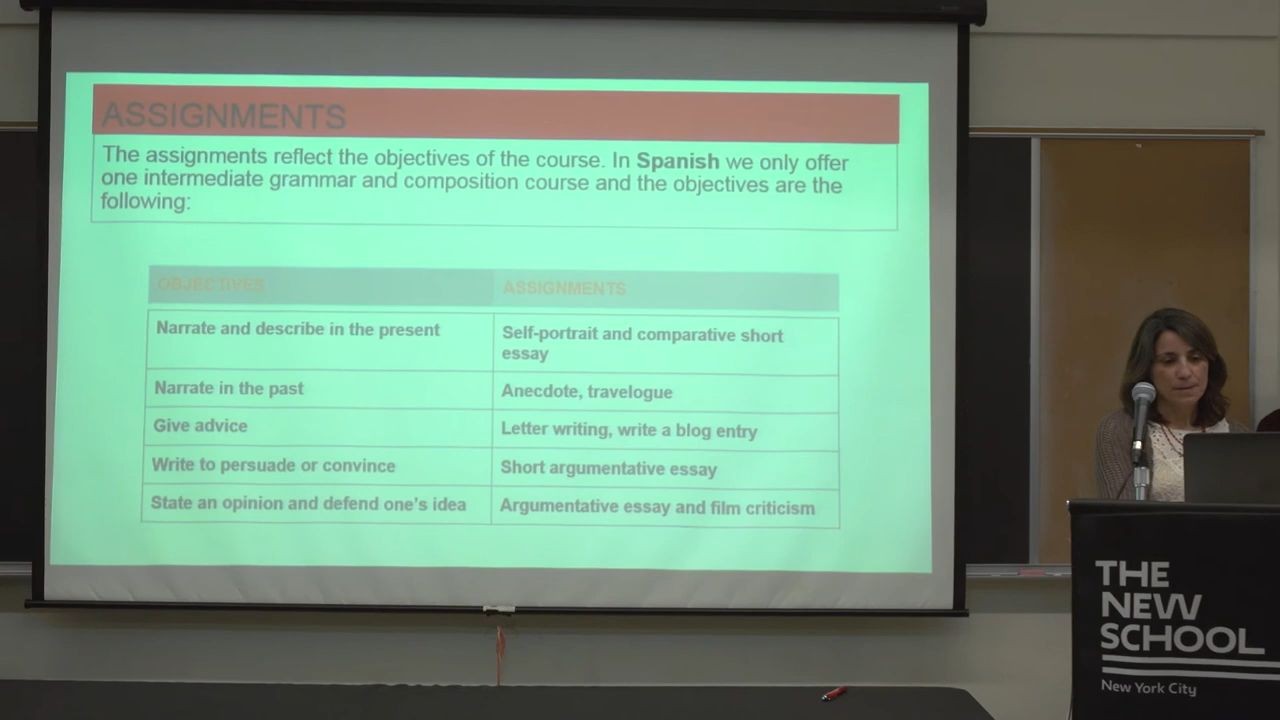 ASSIGNMENTS
The assignments reflect the objectives of the course. In Spanish we only offer
one intermediate grammar and composition course and the objectives are the
following:
OBJECTIVES
ASSIGNMENTS
Narrate and describe in the present
Self-portrait and comparative short
essay
Narrate in the past
Anecdote, travelogue
Give advice
Letter writing, write a blog entry
Write to persuade or convince
Short argumentative essay
State an opinion and defend one's idea
Argumentative essay and film criticism
THE
NEW
SCHOOL
New York City